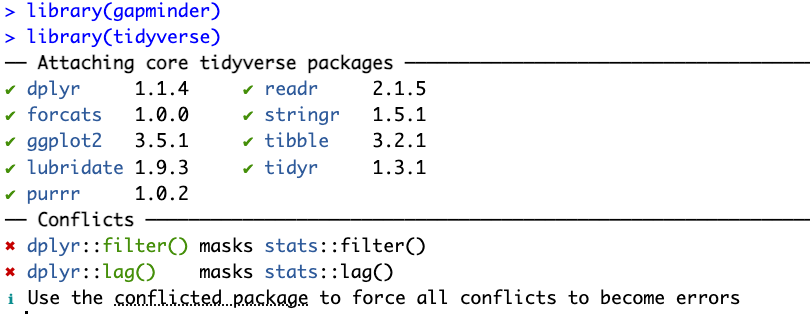 > library(gapminder)
> library(tidyverse)
── Attaching core tidyverse packages ─────────────────────────────────────
✔ dplyr     1.1.4     ✔ readr     2.1.5
✔ forcats   1.0.0     ✔ stringr   1.5.1
✔ ggplot2   3.5.1     ✔ tibble    3.2.1
✔ lubridate 1.9.3     ✔ tidyr     1.3.1
✔ purrr     1.0.2
── Conflicts ─────────────────────────────────────────────────────────────
✖ dplyr::filter() masks stats::filter()
✖ dplyr::lag()    masks stats::lag()
ℹ Use the conflicted package to force all conflicts to become errors